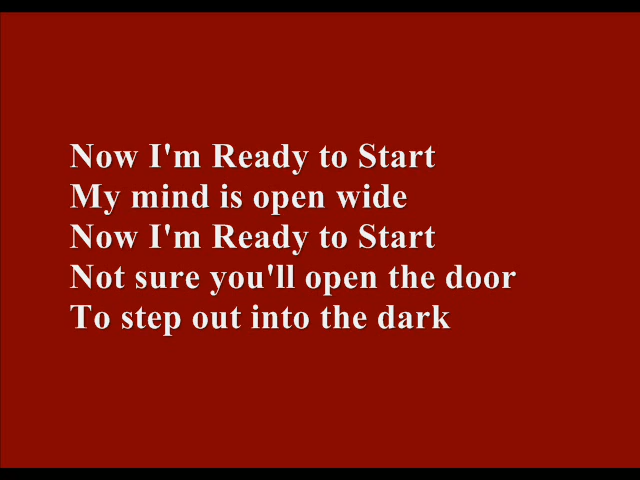 Now I'm Ready to Start
My mind is open wide
Now I'm Ready to Start
Not sure you'll open the door
To step out into the dark